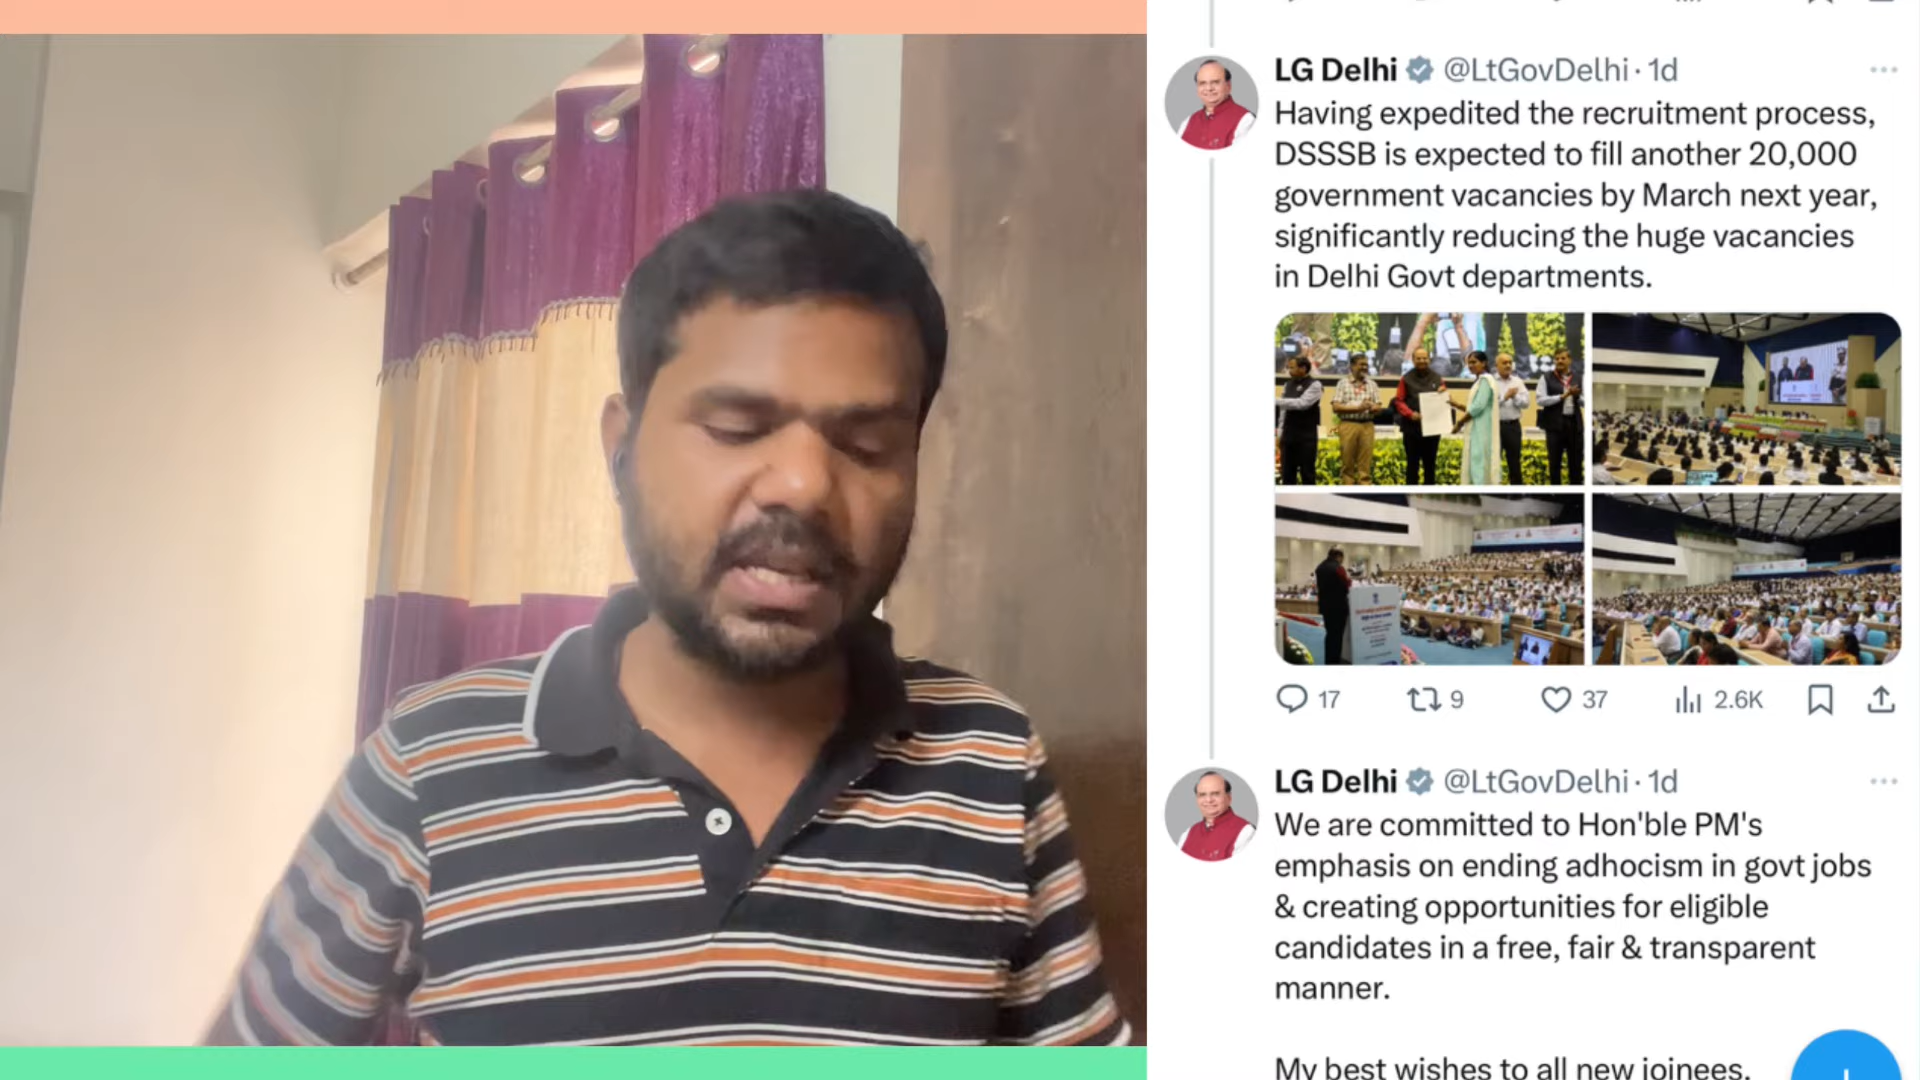 LG Delhi @LtGovDelhi · 1d
Having expedited the recruitment process,
DSSSB is expected to fill another 20,000
government vacancies by March next year,
significantly reducing the huge vacancies
in Delhi Govt departments.
17 9 37 2.6K
LG Delhi @LtGovDelhi · 1d
We are committed to Hon'ble PM's
emphasis on ending adhocism in govt jobs
& creating opportunities for eligible
candidates in a free, fair & transparent
manner.
My best wishes to all new joinees.